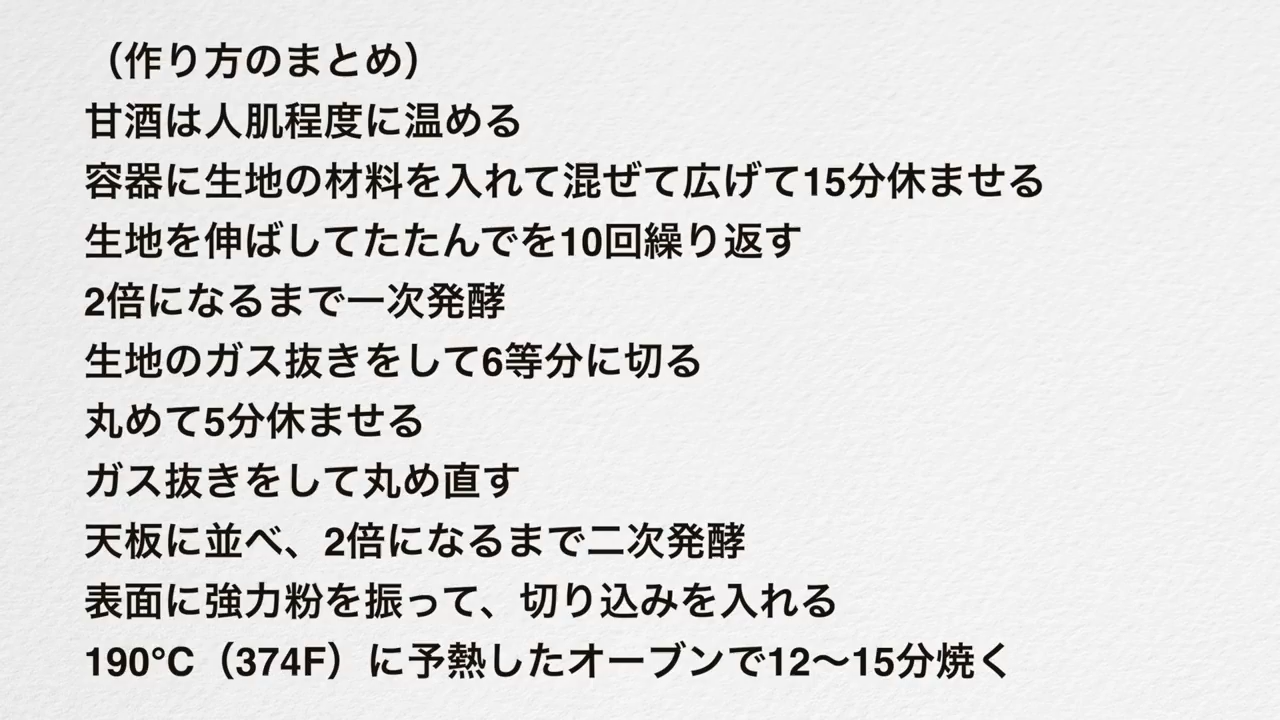 （作り方のまとめ）
甘酒は人肌程度に温める
容器に生地の材料を入れて混ぜて広げて15分休ませる
生地を伸ばしてたたんでを10回繰り返す
2倍になるまで一次発酵
生地のガス抜きをして6等分に切る
丸めて5分休ませる
ガス抜きをして丸め直す
天板に並べ、2倍になるまで二次発酵
表面に強力粉を振って、切り込みを入れる
190°C（374F）に予熱したオーブンで12〜15分焼く